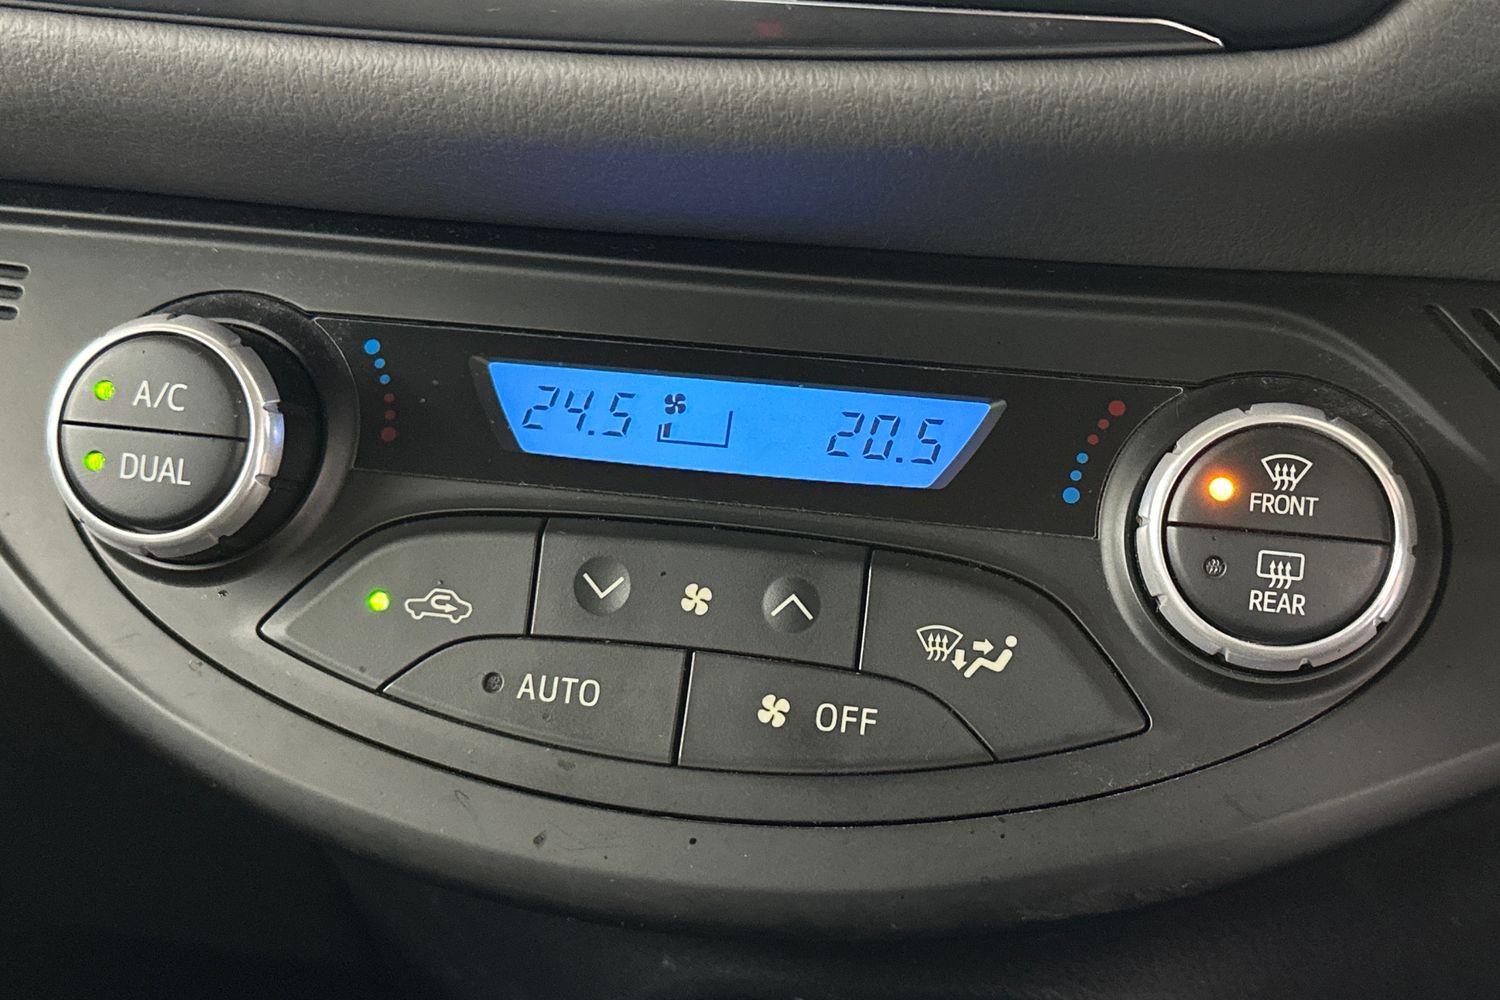 A/C
DUAL
24.5
20.5
FRONT
REAR
AUTO
OFF